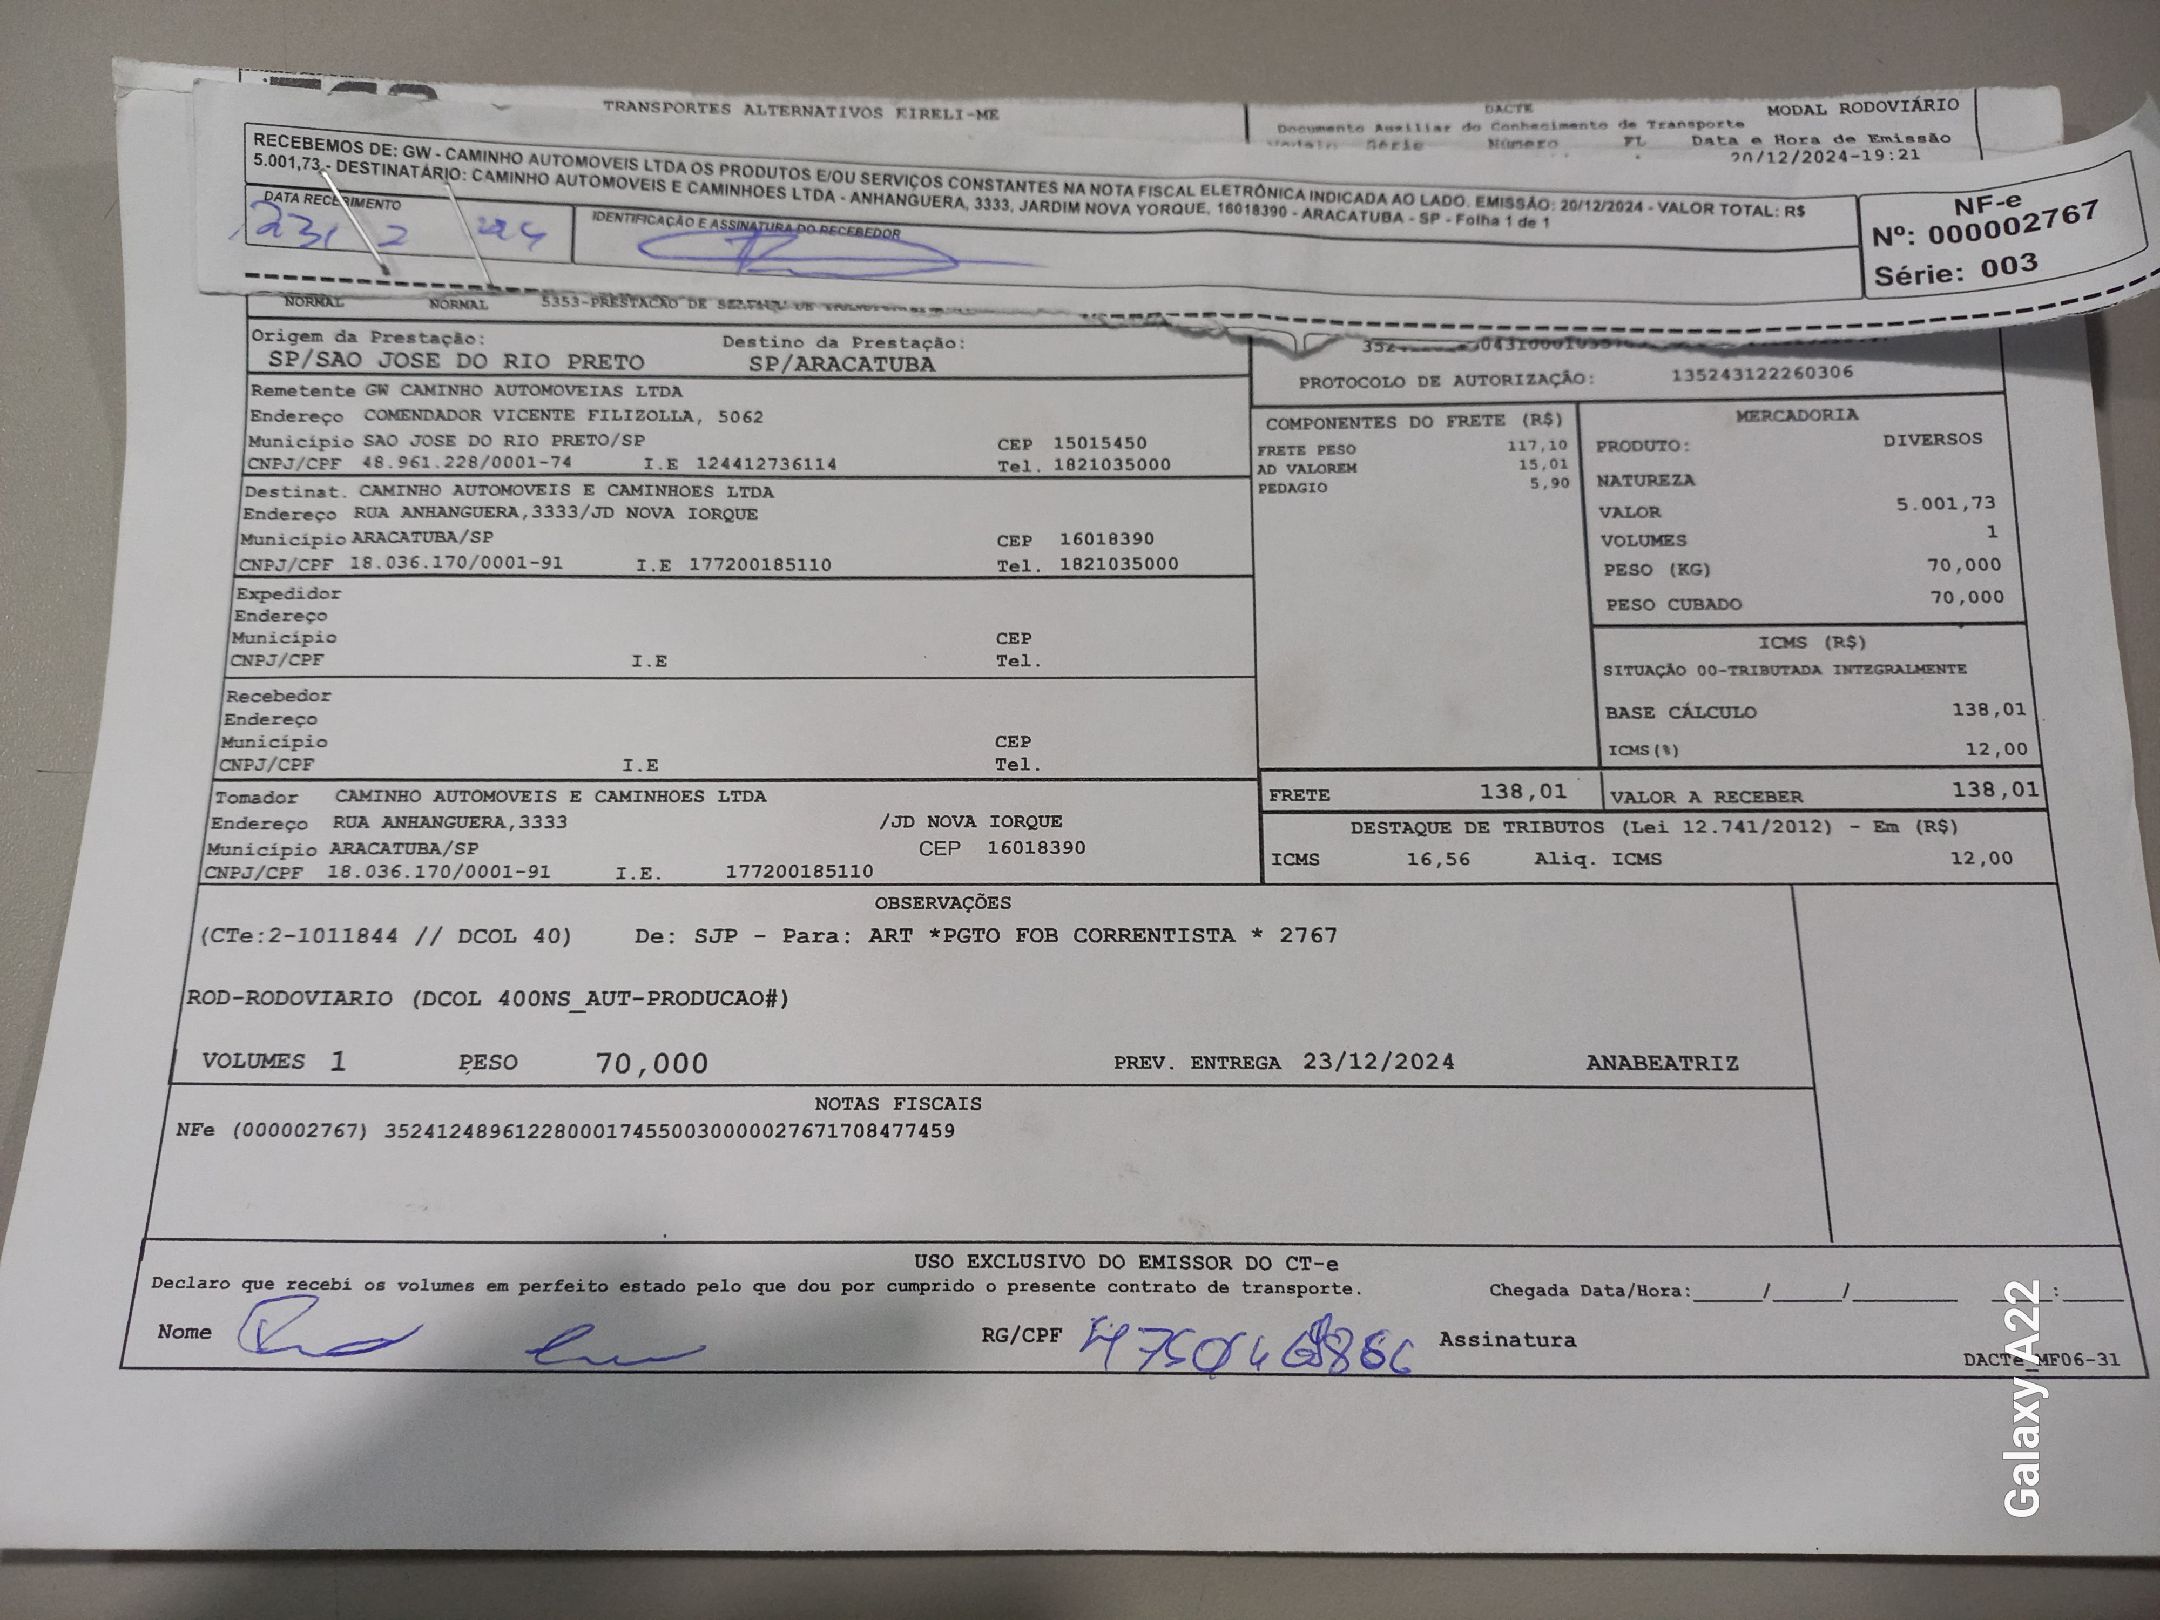 TRANSPORTES ALTERNATIVOS EIRELI-ME
DACTE
MODAL RODOVIÁRIO
Documento Auxiliar do Conhecimento de Transporte
Série Número FL Data e Hora de Emissão
20/12/2024-19:21
RECEBEMOS DE: GW - CAMINHO AUTOMOVEIS LTDA OS PRODUTOS E/OU SERVIÇOS CONSTANTES NA NOTA FISCAL ELETRÔNICA INDICADA AO LADO. EMISSÃO: 20/12/2024 - VALOR TOTAL: R$
5.001,73 - DESTINATÁRIO: CAMINHO AUTOMOVEIS E CAMINHOES LTDA - ANHANGUERA, 3333, JARDIM NOVA YORQUE, 16018390 - ARACATUBA - SP - Folha 1 de 1
DATA RECEBIMENTO
IDENTIFICAÇÃO E ASSINATURA DO RECEBEDOR
NF-e
Nº: 000002767
Série: 003
NORMAL NORMAL 5353-PRESTACAO DE
Origem da Prestação: Destino da Prestação:
SP/SAO JOSE DO RIO PRETO SP/ARACATUBA
PROTOCOLO DE AUTORIZAÇÃO: 135243122260306
Remetente GW CAMINHO AUTOMOVEIAS LTDA
Endereço COMENDADOR VICENTE FILIZOLLA, 5062
Município SAO JOSE DO RIO PRETO/SP CEP 15015450
CNPJ/CPF 48.961.228/0001-74 I.E 124412736114 Tel. 1821035000
Destinat. CAMINHO AUTOMOVEIS E CAMINHOES LTDA
Endereço RUA ANHANGUERA,3333/JD NOVA IORQUE
Município ARACATUBA/SP CEP 16018390
CNPJ/CPF 18.036.170/0001-91 I.E 177200185110 Tel. 1821035000
Expedidor
Endereço
Município CEP
CNPJ/CPF I.E Tel.
Recebedor
Endereço
Município CEP
CNPJ/CPF I.E Tel.
Tomador CAMINHO AUTOMOVEIS E CAMINHOES LTDA
Endereço RUA ANHANGUERA,3333 /JD NOVA IORQUE
Município ARACATUBA/SP CEP 16018390
CNPJ/CPF 18.036.170/0001-91 I.E. 177200185110
COMPONENTES DO FRETE (R$)
FRETE PESO 117,10
AD VALOREM 15,01
PEDAGIO 5,90
MERCADORIA
PRODUTO: DIVERSOS
NATUREZA
VALOR 5.001,73
VOLUMES 1
PESO (KG) 70,000
PESO CUBADO 70,000
ICMS (R$)
SITUAÇÃO 00-TRIBUTADA INTEGRALMENTE
BASE CÁLCULO 138,01
ICMS(%) 12,00
FRETE 138,01 VALOR A RECEBER 138,01
DESTAQUE DE TRIBUTOS (Lei 12.741/2012) - Em (R$)
ICMS 16,56 Aliq. ICMS 12,00
OBSERVAÇÕES
(CTe:2-1011844 // DCOL 40) De: SJP - Para: ART *PGTO FOB CORRENTISTA * 2767
ROD-RODOVIARIO (DCOL 400NS_AUT-PRODUCAO#)
VOLUMES 1 PESO 70,000 PREV. ENTREGA 23/12/2024 ANABEATRIZ
NOTAS FISCAIS
NFe (000002767) 35241248961228000174550030000027671708477459
USO EXCLUSIVO DO EMISSOR DO CT-e
Declaro que recebi os volumes em perfeito estado pelo que dou por cumprido o presente contrato de transporte. Chegada Data/Hora:_____/_____/_______ ____:____
Nome RG/CPF Assinatura
DACTe_MF06-31
Galaxy A22